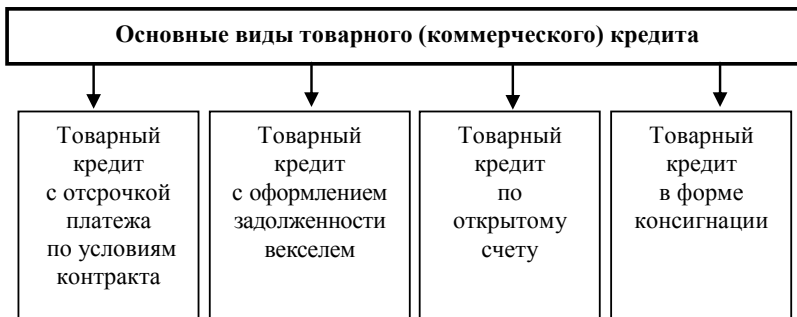 Основные виды товарного (коммерческого) кредита
Товарный
кредит
с отсрочкой
платежа
по условиям
контракта
Товарный
кредит
с оформлением
задолженности
векселем
Товарный
кредит
по
открытому
счету
Товарный
кредит
в форме
консигнации